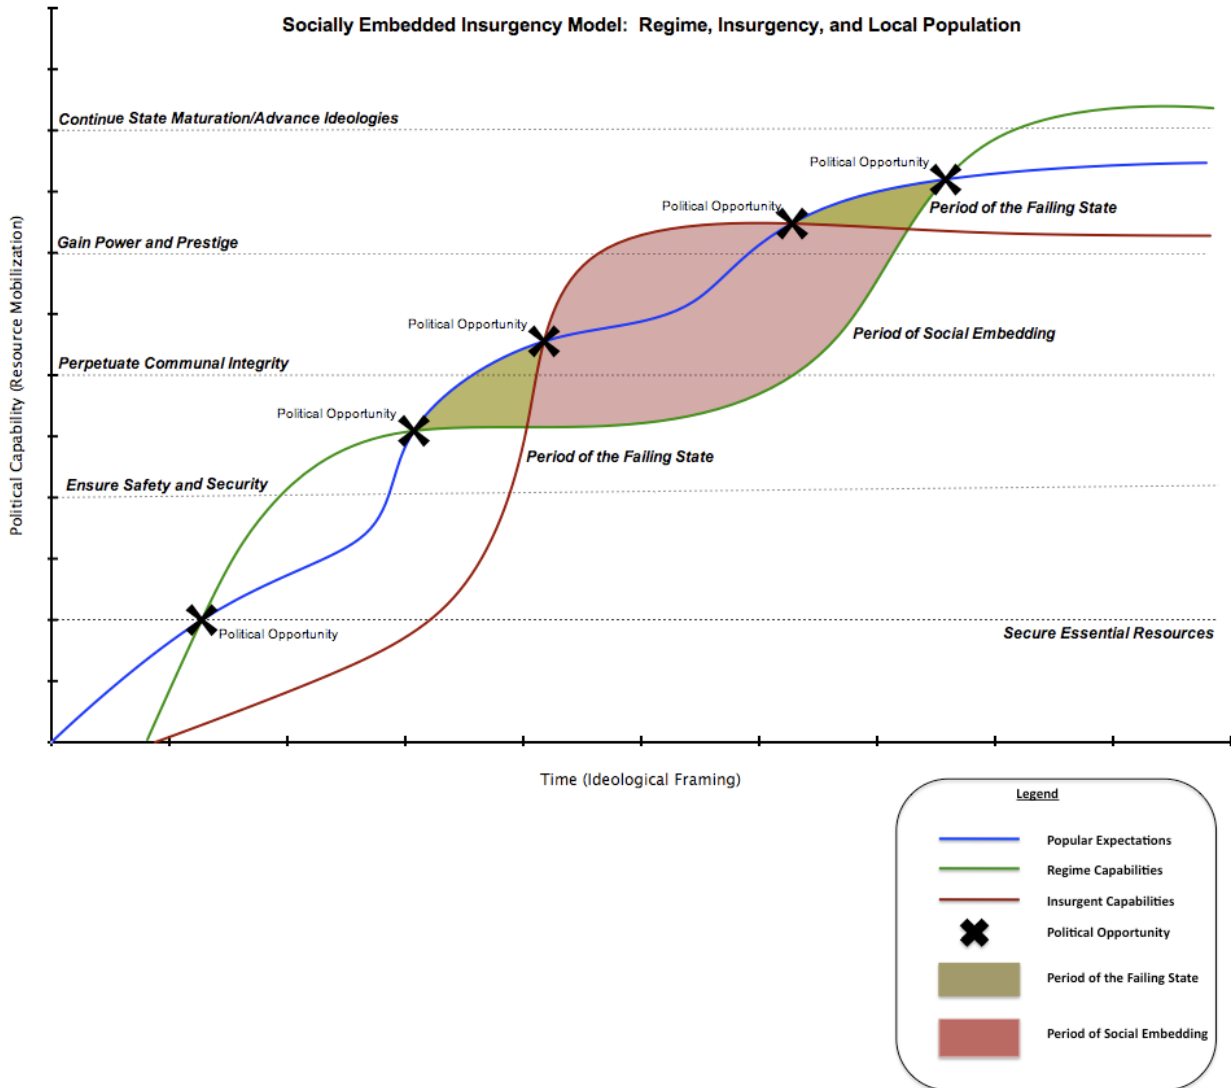 Socially Embedded Insurgency Model: Regime, Insurgency, and Local Population
Continue State Maturation/Advance Ideologies
Political Opportunity
Political Opportunity
Period of the Failing State
Gain Power and Prestige
Political Opportunity
Period of Social Embedding
Perpetuate Communal Integrity
Political Opportunity
Period of the Failing State
Ensure Safety and Security
Political Opportunity
Secure Essential Resources
Political Capability (Resource Mobilization)
Time (Ideological Framing)
Legend
Popular Expectations
Regime Capabilities
Insurgent Capabilities
Political Opportunity
Period of the Failing State
Period of Social Embedding